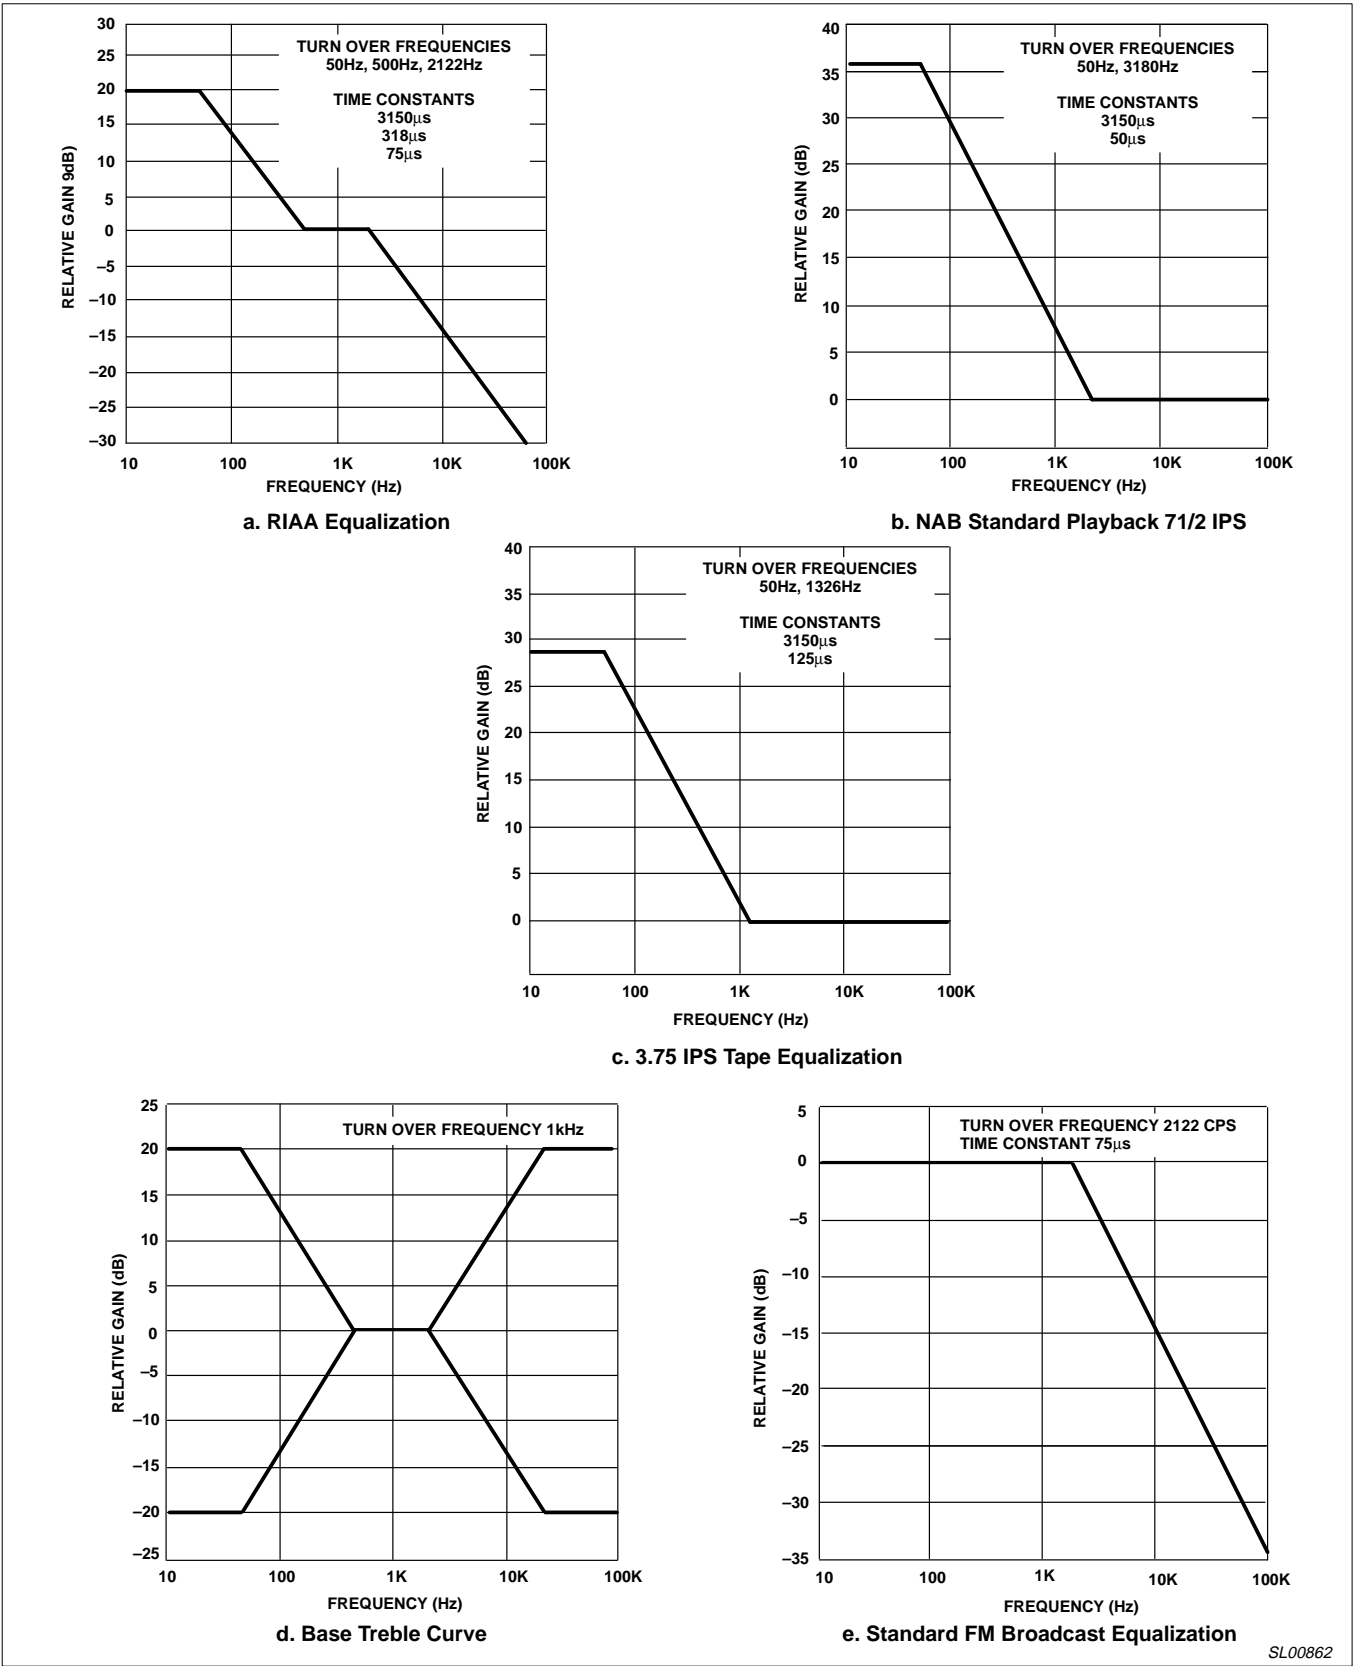 TURN OVER FREQUENCIES
50Hz, 500Hz, 2122Hz
TIME CONSTANTS
3150μs
318μs
75μs
30
25
20
15
10
5
0
–5
–10
–15
–20
–25
–30
RELATIVE GAIN 9dB)
10
100
1K
10K
100K
FREQUENCY (Hz)
a. RIAA Equalization
TURN OVER FREQUENCIES
50Hz, 3180Hz
TIME CONSTANTS
3150μs
50μs
40
35
30
25
20
15
10
5
0
RELATIVE GAIN (dB)
10
100
1K
10K
100K
FREQUENCY (Hz)
b. NAB Standard Playback 71/2 IPS
TURN OVER FREQUENCIES
50Hz, 1326Hz
TIME CONSTANTS
3150μs
125μs
40
35
30
25
20
15
10
5
0
RELATIVE GAIN (dB)
10
100
1K
10K
100K
FREQUENCY (Hz)
c. 3.75 IPS Tape Equalization
TURN OVER FREQUENCY 1kHz
25
20
15
10
5
0
–5
–10
–15
–20
–25
RELATIVE GAIN (dB)
10
100
1K
10K
100K
FREQUENCY (Hz)
d. Base Treble Curve
TURN OVER FREQUENCY 2122 CPS
TIME CONSTANT 75μs
5
0
–5
–10
–15
–20
–25
–30
–35
RELATIVE GAIN (dB)
10
100
1K
10K
100K
FREQUENCY (Hz)
e. Standard FM Broadcast Equalization
SL00862